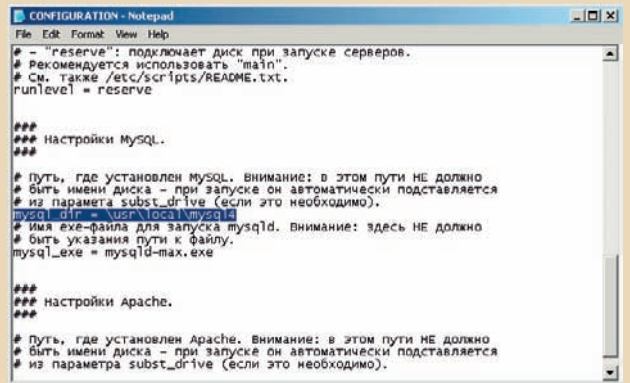 CONFIGURATION - Notepad
File Edit Format View Help
# - "reserve": подключает диск при запуске серверов.
# Рекомендуется использовать "main".
# См. также /etc/scripts/README.txt.
runlevel = reserve
###
### Настройки MySQL.
###
# Путь, где установлен MySQL. Внимание: в этом пути НЕ должно
# быть имени диска - при запуске он автоматически подставляется
# из парамета subst_drive (если это необходимо).
mysql_dir = \usr\local\mysql4
# Имя exe-файла для запуска mysqld. Внимание: здесь НЕ должно
# быть указания пути к файлу.
mysql_exe = mysqld-max.exe
###
### Настройки Apache.
###
# Путь, где установлен Apache. Внимание: в этом пути НЕ должно
# быть имени диска - при запуске он автоматически подставляется
# из параметра subst_drive (если это необходимо).